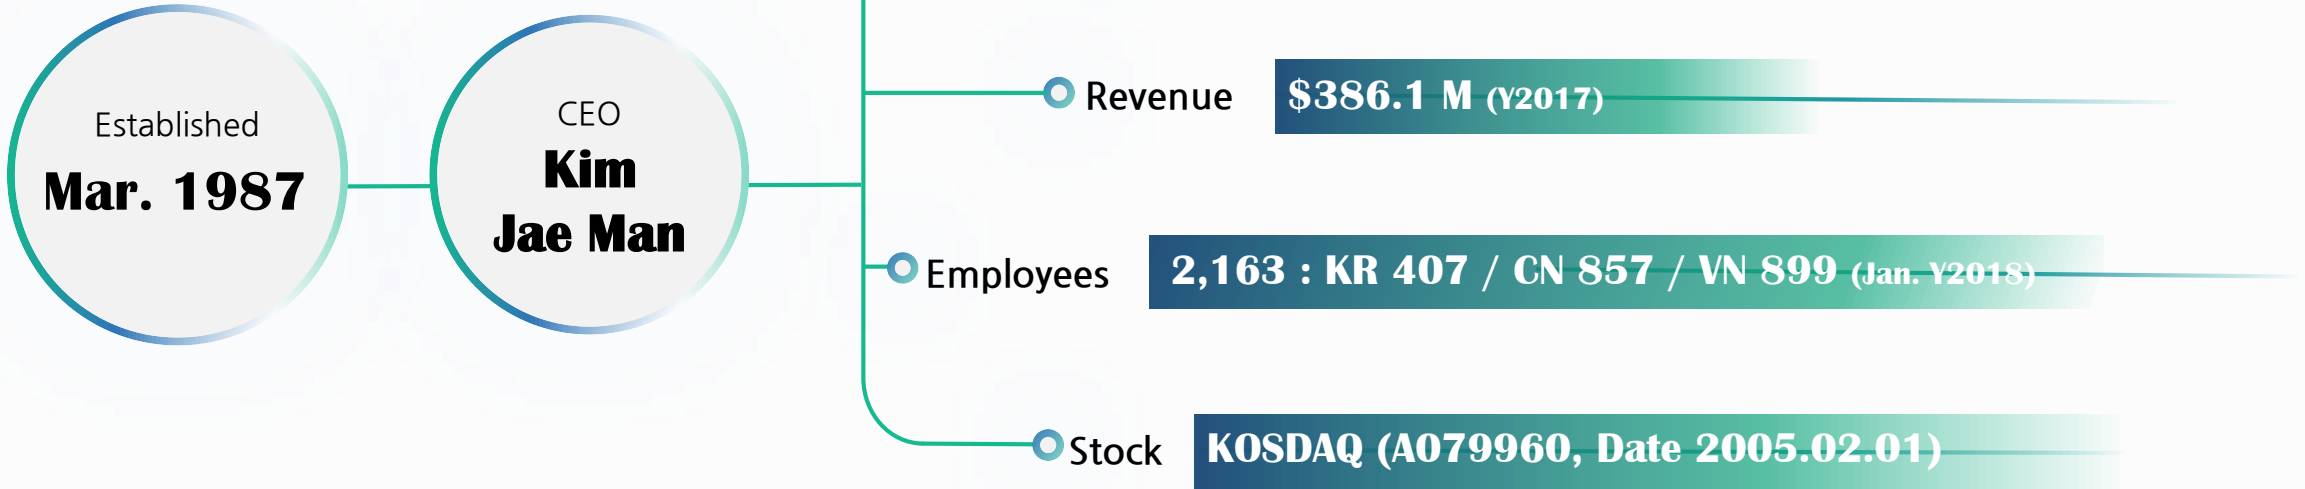 Established
Mar. 1987
CEO
Kim
Jae Man
Revenue
$386.1 M (Y2017)
Employees
2,163 : KR 407 / CN 857 / VN 899 (Jan. Y2018)
Stock
KOSDAQ (A079960, Date 2005.02.01)